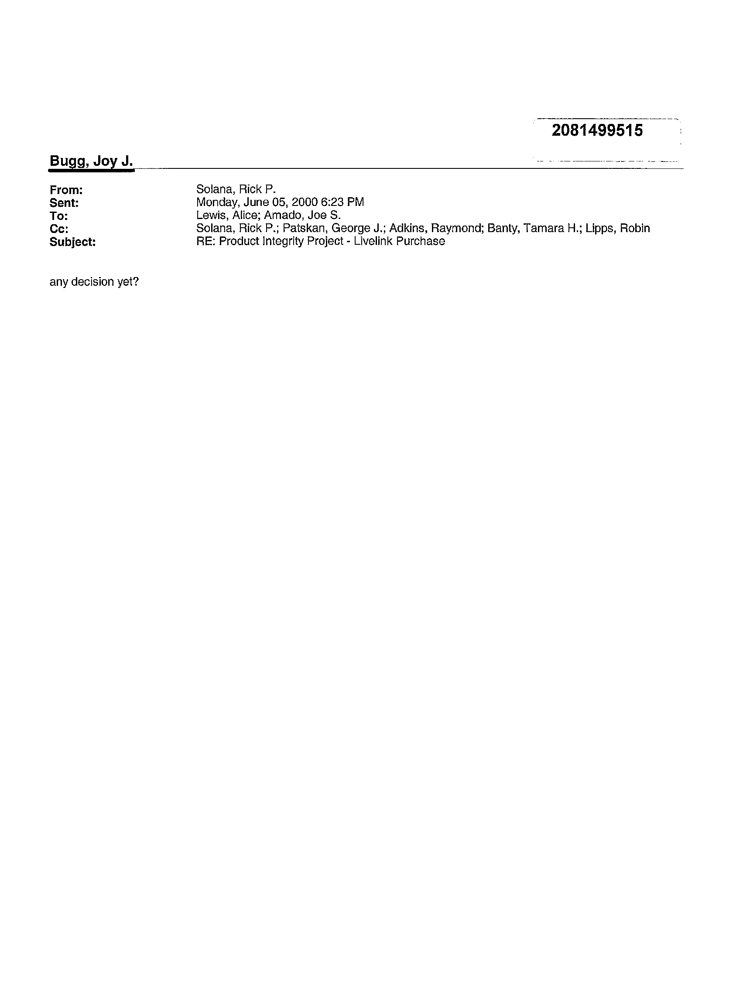 2081499515
Bugg, Joy J.
From: Solana, Rick P.
Sent: Monday, June 05, 2000 6:23 PM
To: Lewis, Alice; Amado, Joe S.
Cc: Solana, Rick P.; Patskan, George J.; Adkins, Raymond; Banty, Tamara H.; Lipps, Robin
Subject: RE: Product Integrity Project - Livelink Purchase
any decision yet?